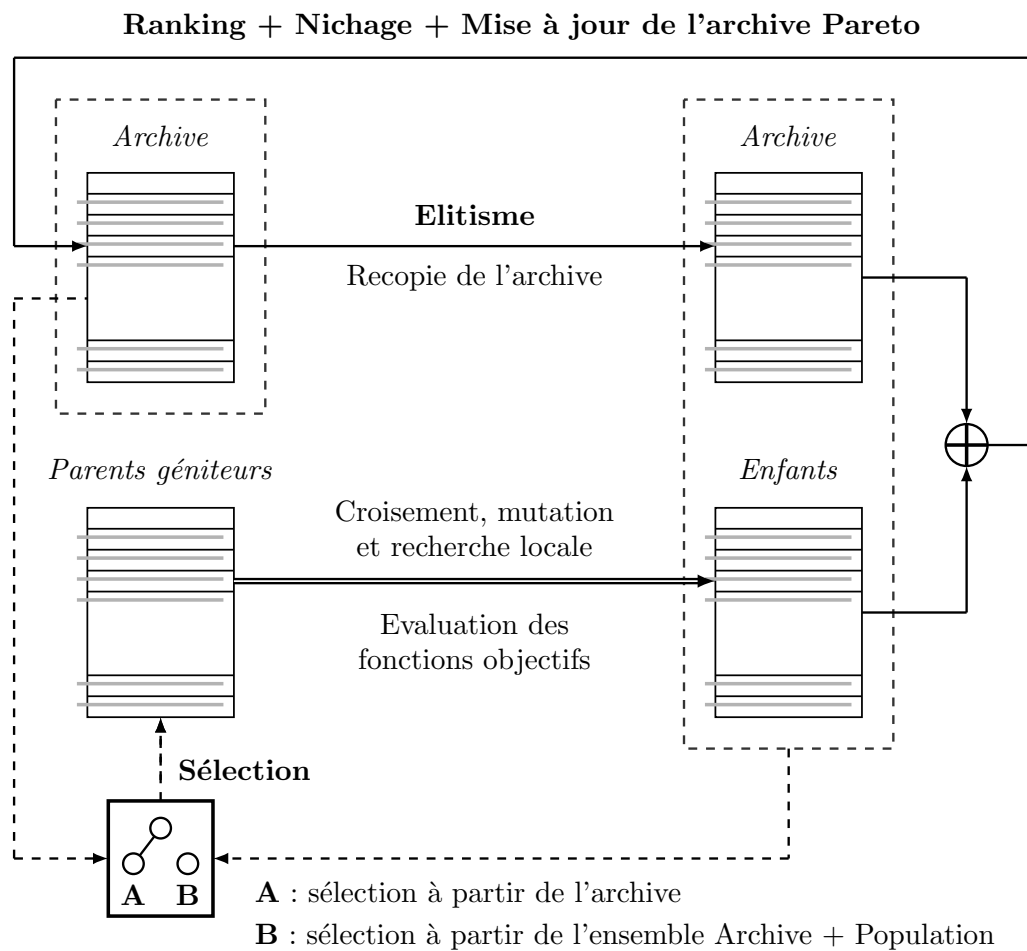 Ranking + Nichage + Mise à jour de l'archive Pareto
Archive
Archive
Elitisme
Recopie de l'archive
Parents géniteurs
Enfants
Croisement, mutation
et recherche locale
Evaluation des
fonctions objectifs
Sélection
A B
A : sélection à partir de l'archive
B : sélection à partir de l'ensemble Archive + Population